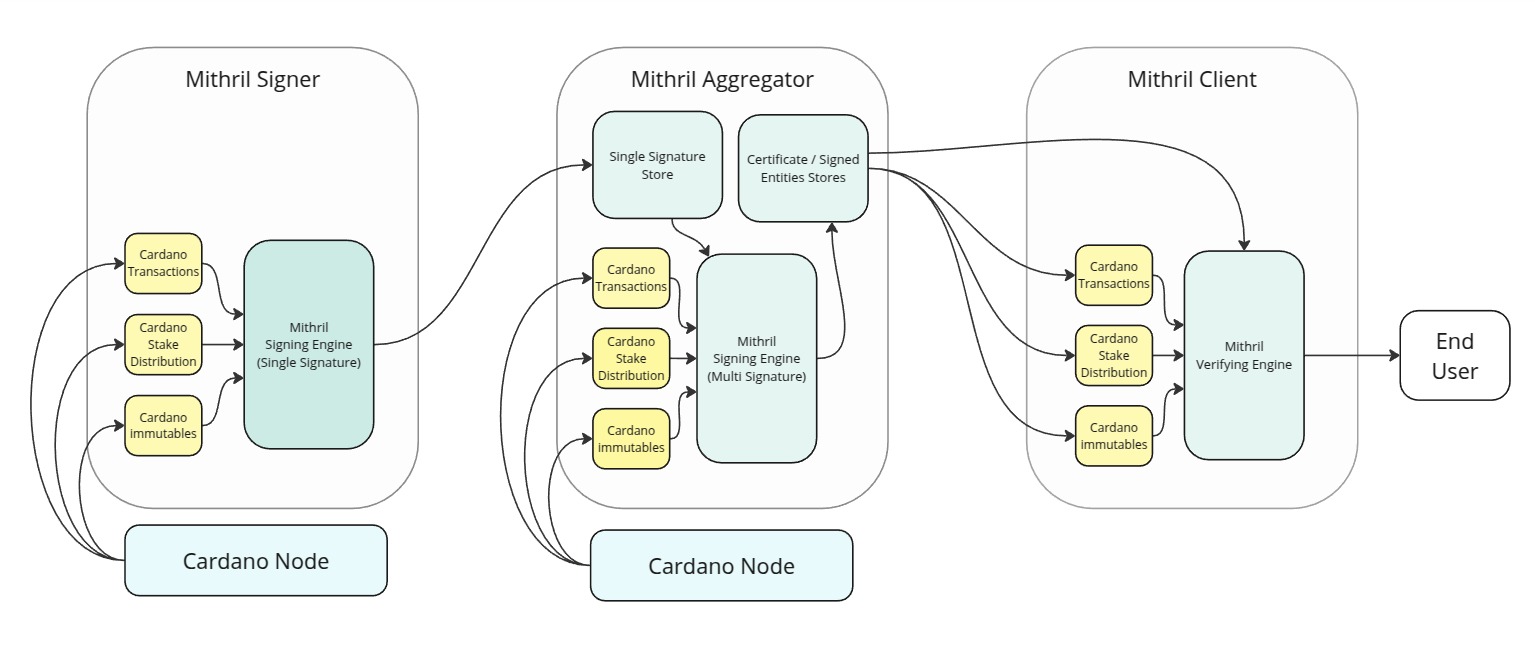 Mithril Signer
Cardano
Transactions
Cardano
Stake
Distribution
Cardano
immutables
Mithril
Signing Engine
(Single Signature)
Cardano Node
Mithril Aggregator
Single Signature
Store
Certificate / Signed
Entities Stores
Cardano
Transactions
Cardano
Stake
Distribution
Cardano
immutables
Mithril
Signing Engine
(Multi Signature)
Cardano Node
Mithril Client
Cardano
Transactions
Cardano
Stake
Distribution
Cardano
immutables
Mithril
Verifying Engine
End
User